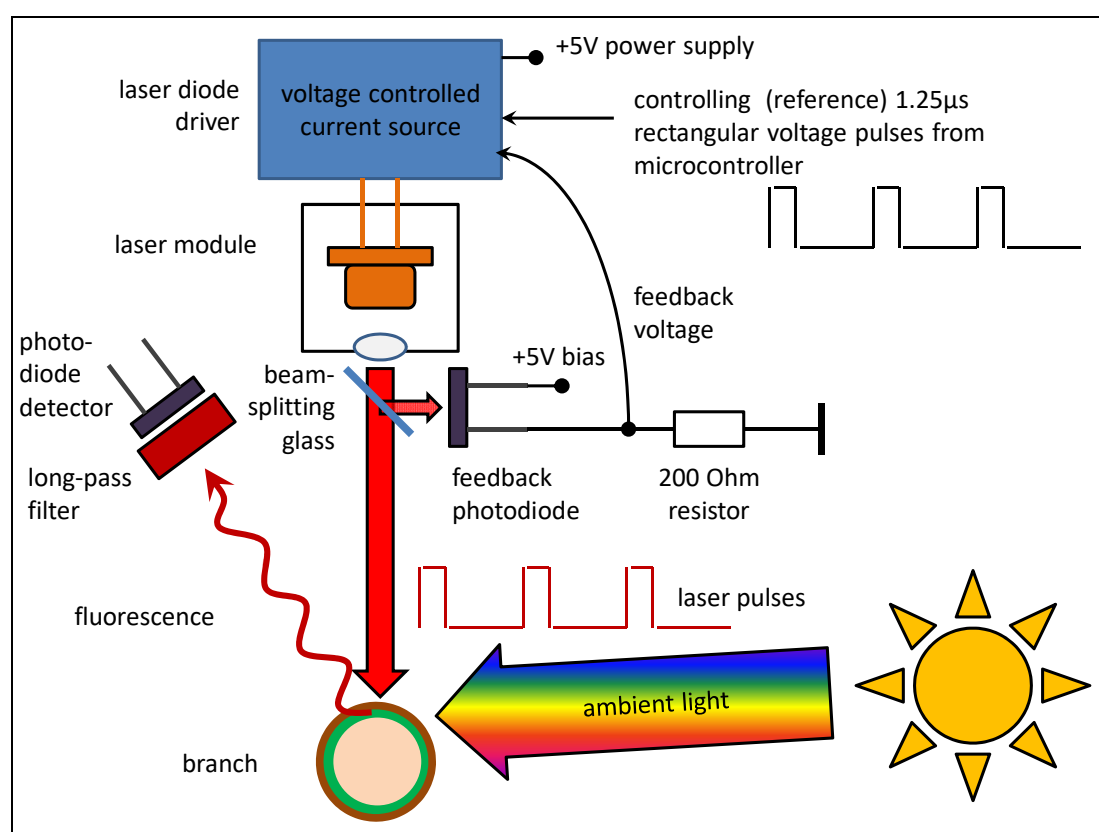 +5V power supply
laser diode
driver
voltage controlled
current source
controlling (reference) 1.25µs
rectangular voltage pulses from
microcontroller
laser module
feedback
voltage
photo-
diode
detector
+5V bias
beam-
splitting
glass
long-pass
filter
feedback
photodiode
200 Ohm
resistor
laser pulses
fluorescence
ambient light
branch